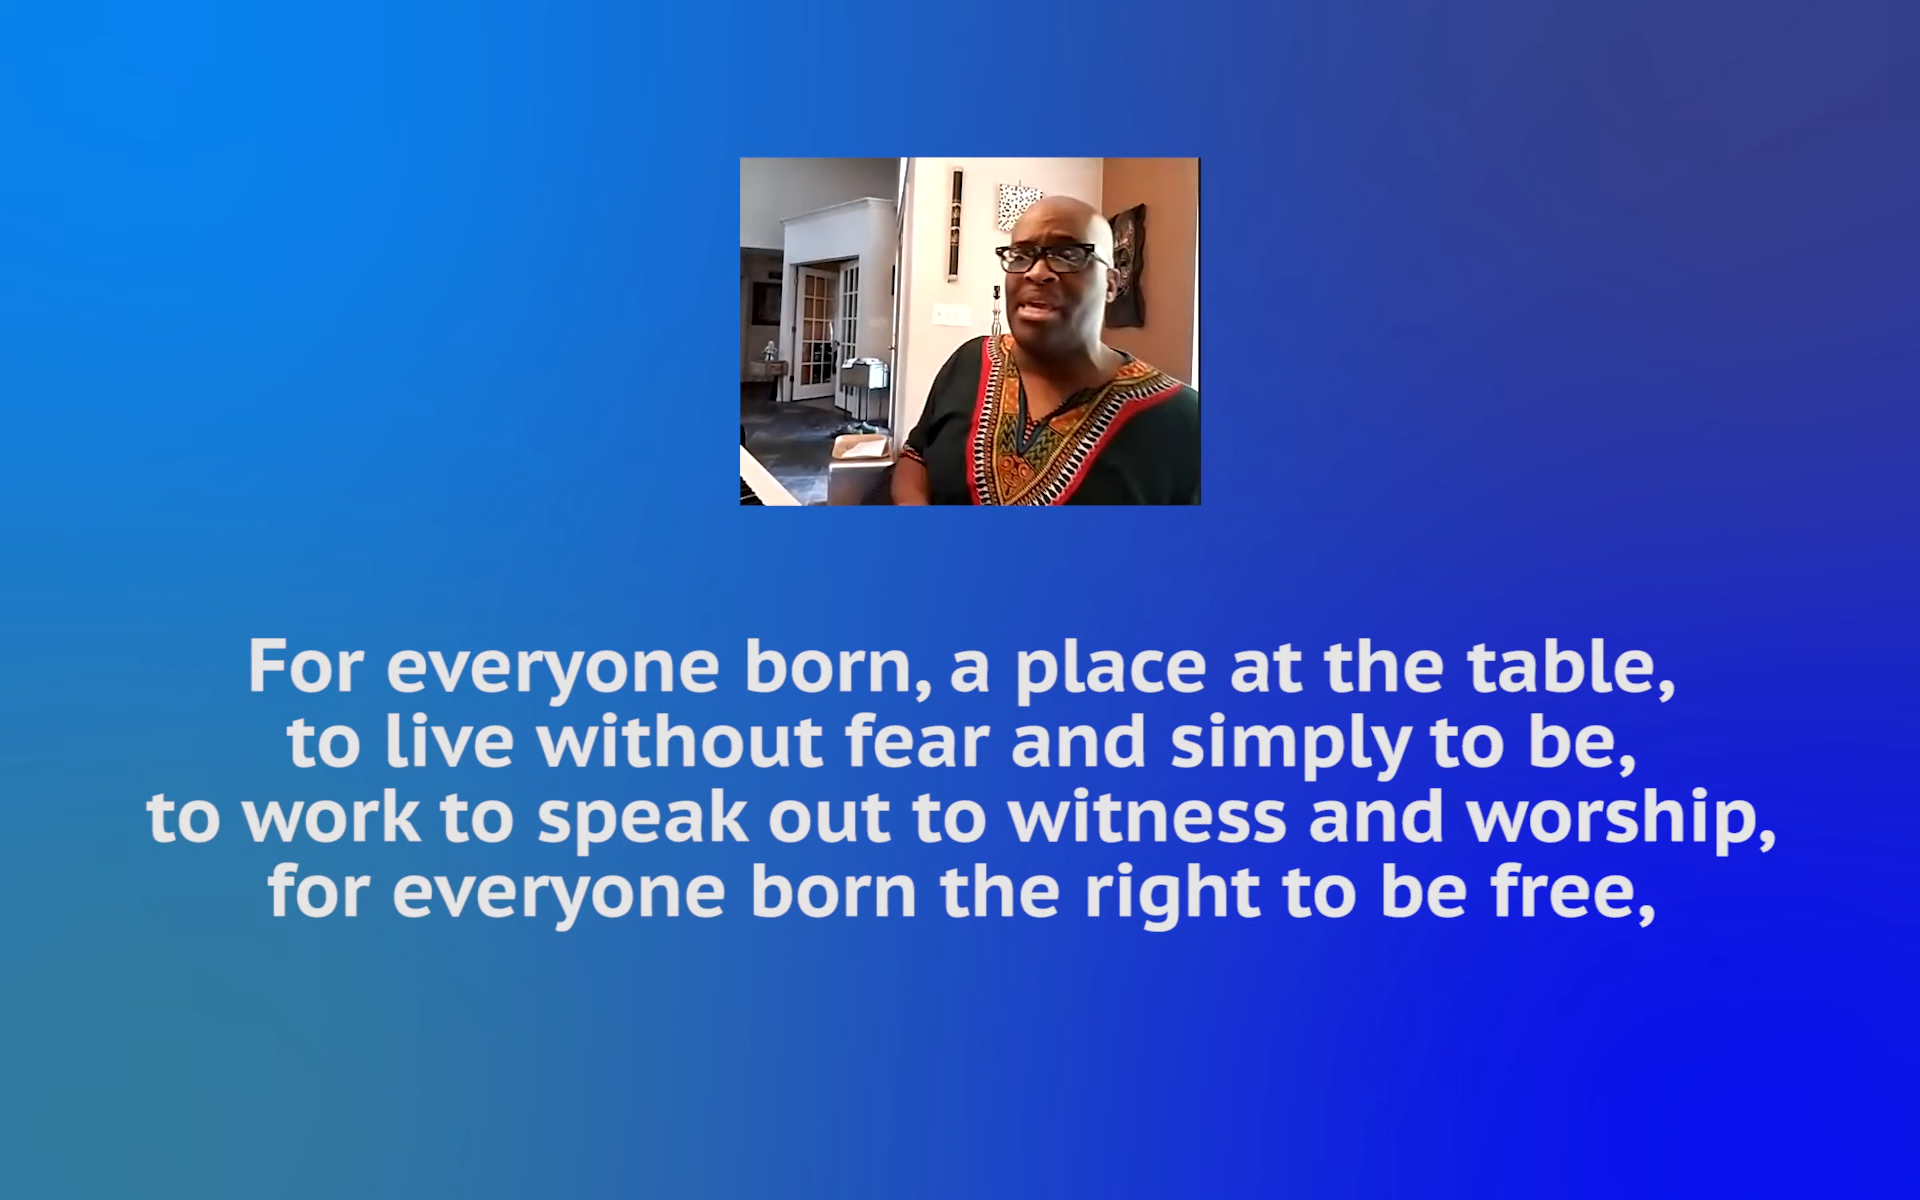 For everyone born, a place at the table,
to live without fear and simply to be,
to work to speak out to witness and worship,
for everyone born the right to be free,